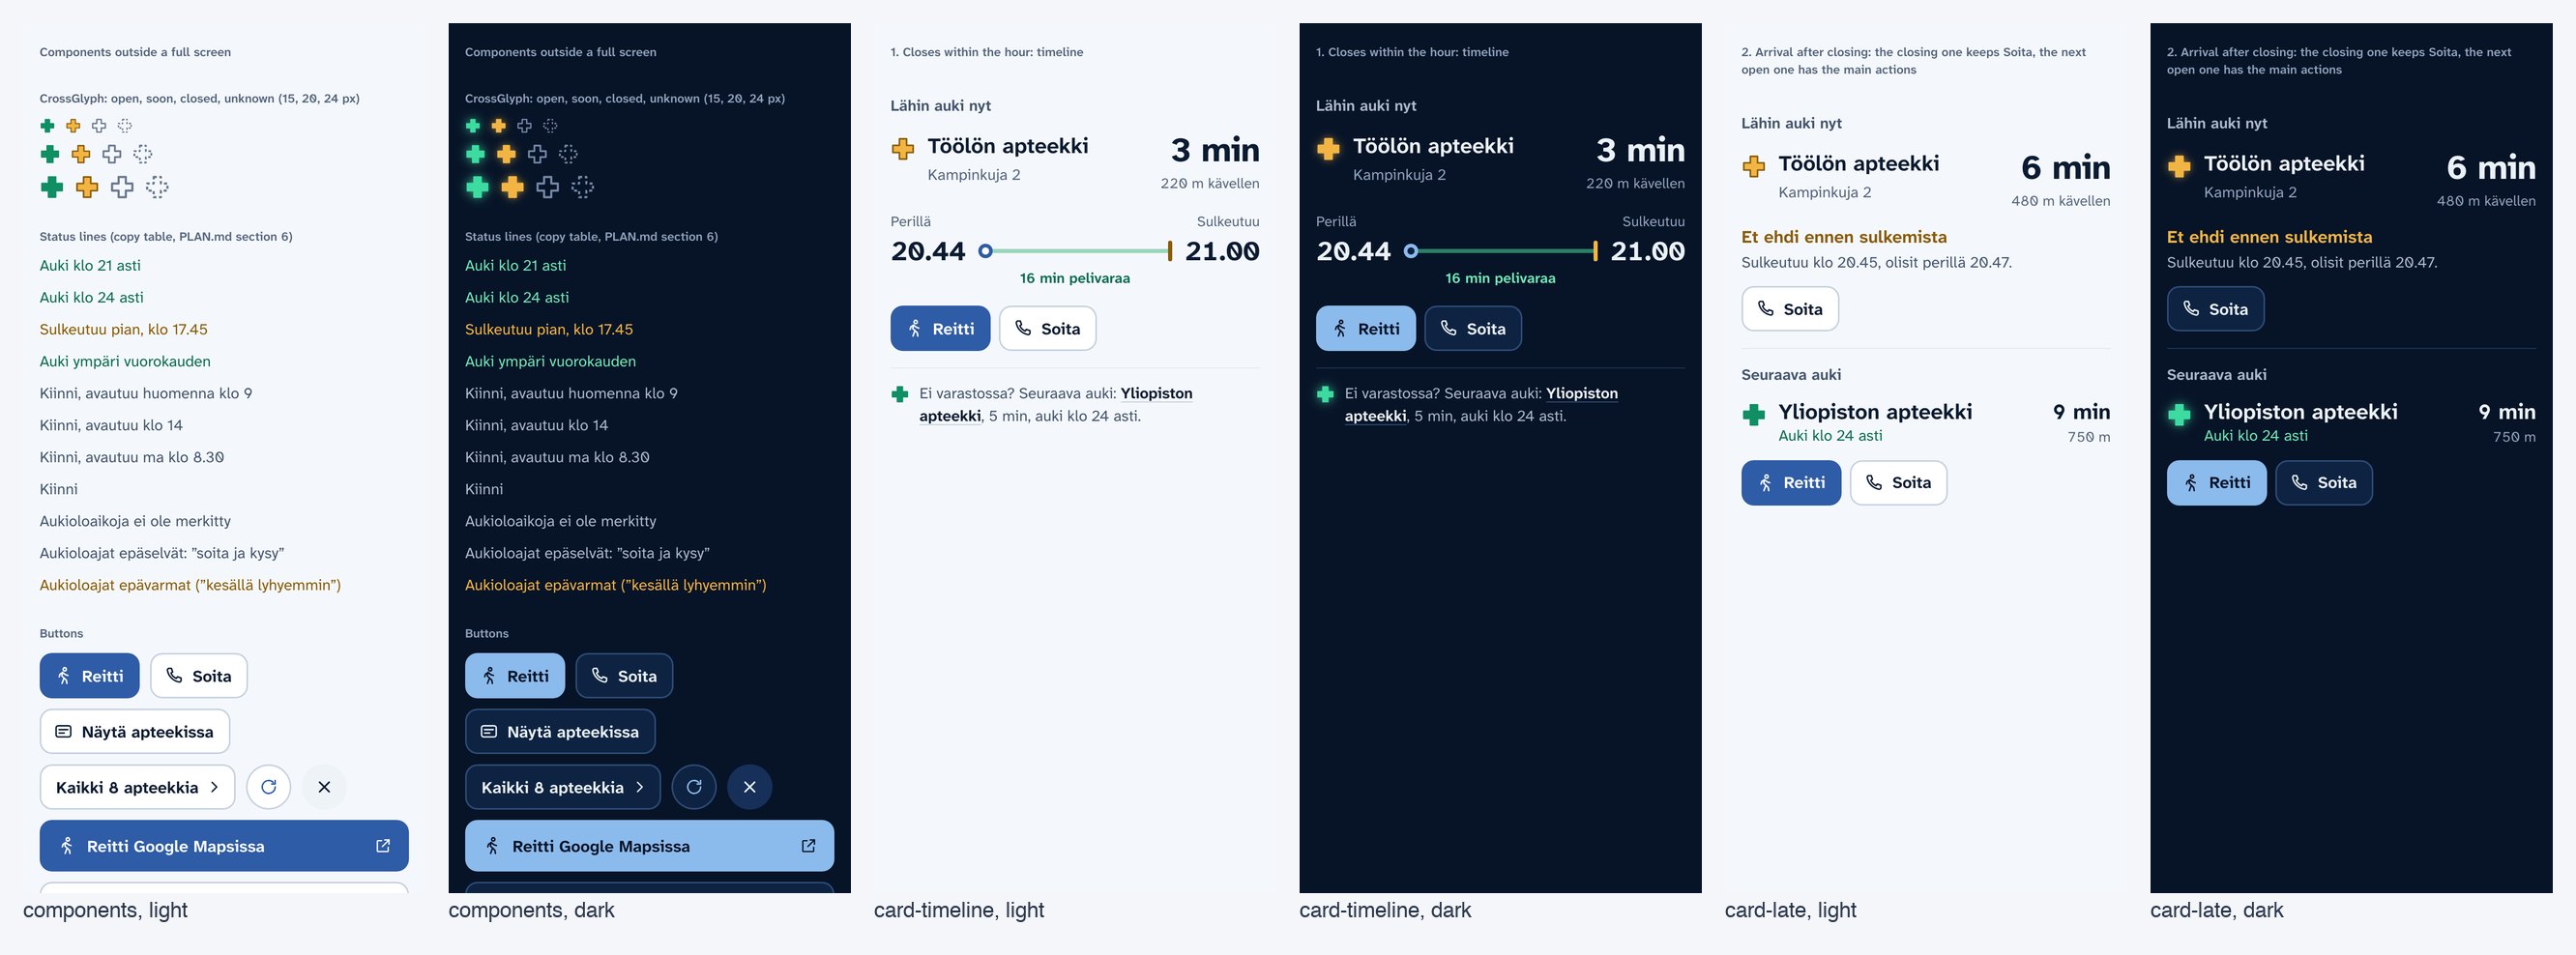 Components outside a full screen
CrossGlyph: open, soon, closed, unknown (15, 20, 24 px)
Status lines (copy table, PLAN.md section 6)
Auki klo 21 asti
Auki klo 24 asti
Sulkeutuu pian, klo 17.45
Auki ympäri vuorokauden
Kiinni, avautuu huomenna klo 9
Kiinni, avautuu klo 14
Kiinni, avautuu ma klo 8.30
Kiinni
Aukioloaikoja ei ole merkitty
Aukioloajat epäselvät: ”soita ja kysy”
Aukioloajat epävarmat (”kesällä lyhyemmin”)
Buttons
Reitti
Soita
Näytä apteekissa
Kaikki 8 apteekkia
Reitti Google Mapsissa
components, light
Components outside a full screen
CrossGlyph: open, soon, closed, unknown (15, 20, 24 px)
Status lines (copy table, PLAN.md section 6)
Auki klo 21 asti
Auki klo 24 asti
Sulkeutuu pian, klo 17.45
Auki ympäri vuorokauden
Kiinni, avautuu huomenna klo 9
Kiinni, avautuu klo 14
Kiinni, avautuu ma klo 8.30
Kiinni
Aukioloaikoja ei ole merkitty
Aukioloajat epäselvät: ”soita ja kysy”
Aukioloajat epävarmat (”kesällä lyhyemmin”)
Buttons
Reitti
Soita
Näytä apteekissa
Kaikki 8 apteekkia
Reitti Google Mapsissa
components, dark
1. Closes within the hour: timeline
Lähin auki nyt
Töölön apteekki
3 min
Kampinkuja 2
220 m kävellen
Perillä
Sulkeutuu
20.44
21.00
16 min pelivaraa
Reitti
Soita
Ei varastossa? Seuraava auki: Yliopiston
apteekki, 5 min, auki klo 24 asti.
card-timeline, light
1. Closes within the hour: timeline
Lähin auki nyt
Töölön apteekki
3 min
Kampinkuja 2
220 m kävellen
Perillä
Sulkeutuu
20.44
21.00
16 min pelivaraa
Reitti
Soita
Ei varastossa? Seuraava auki: Yliopiston
apteekki, 5 min, auki klo 24 asti.
card-timeline, dark
2. Arrival after closing: the closing one keeps Soita, the next
open one has the main actions
Lähin auki nyt
Töölön apteekki
6 min
Kampinkuja 2
480 m kävellen
Et ehdi ennen sulkemista
Sulkeutuu klo 20.45, olisit perillä 20.47.
Soita
Seuraava auki
Yliopiston apteekki
9 min
Auki klo 24 asti
750 m
Reitti
Soita
card-late, light
2. Arrival after closing: the closing one keeps Soita, the next
open one has the main actions
Lähin auki nyt
Töölön apteekki
6 min
Kampinkuja 2
480 m kävellen
Et ehdi ennen sulkemista
Sulkeutuu klo 20.45, olisit perillä 20.47.
Soita
Seuraava auki
Yliopiston apteekki
9 min
Auki klo 24 asti
750 m
Reitti
Soita
card-late, dark